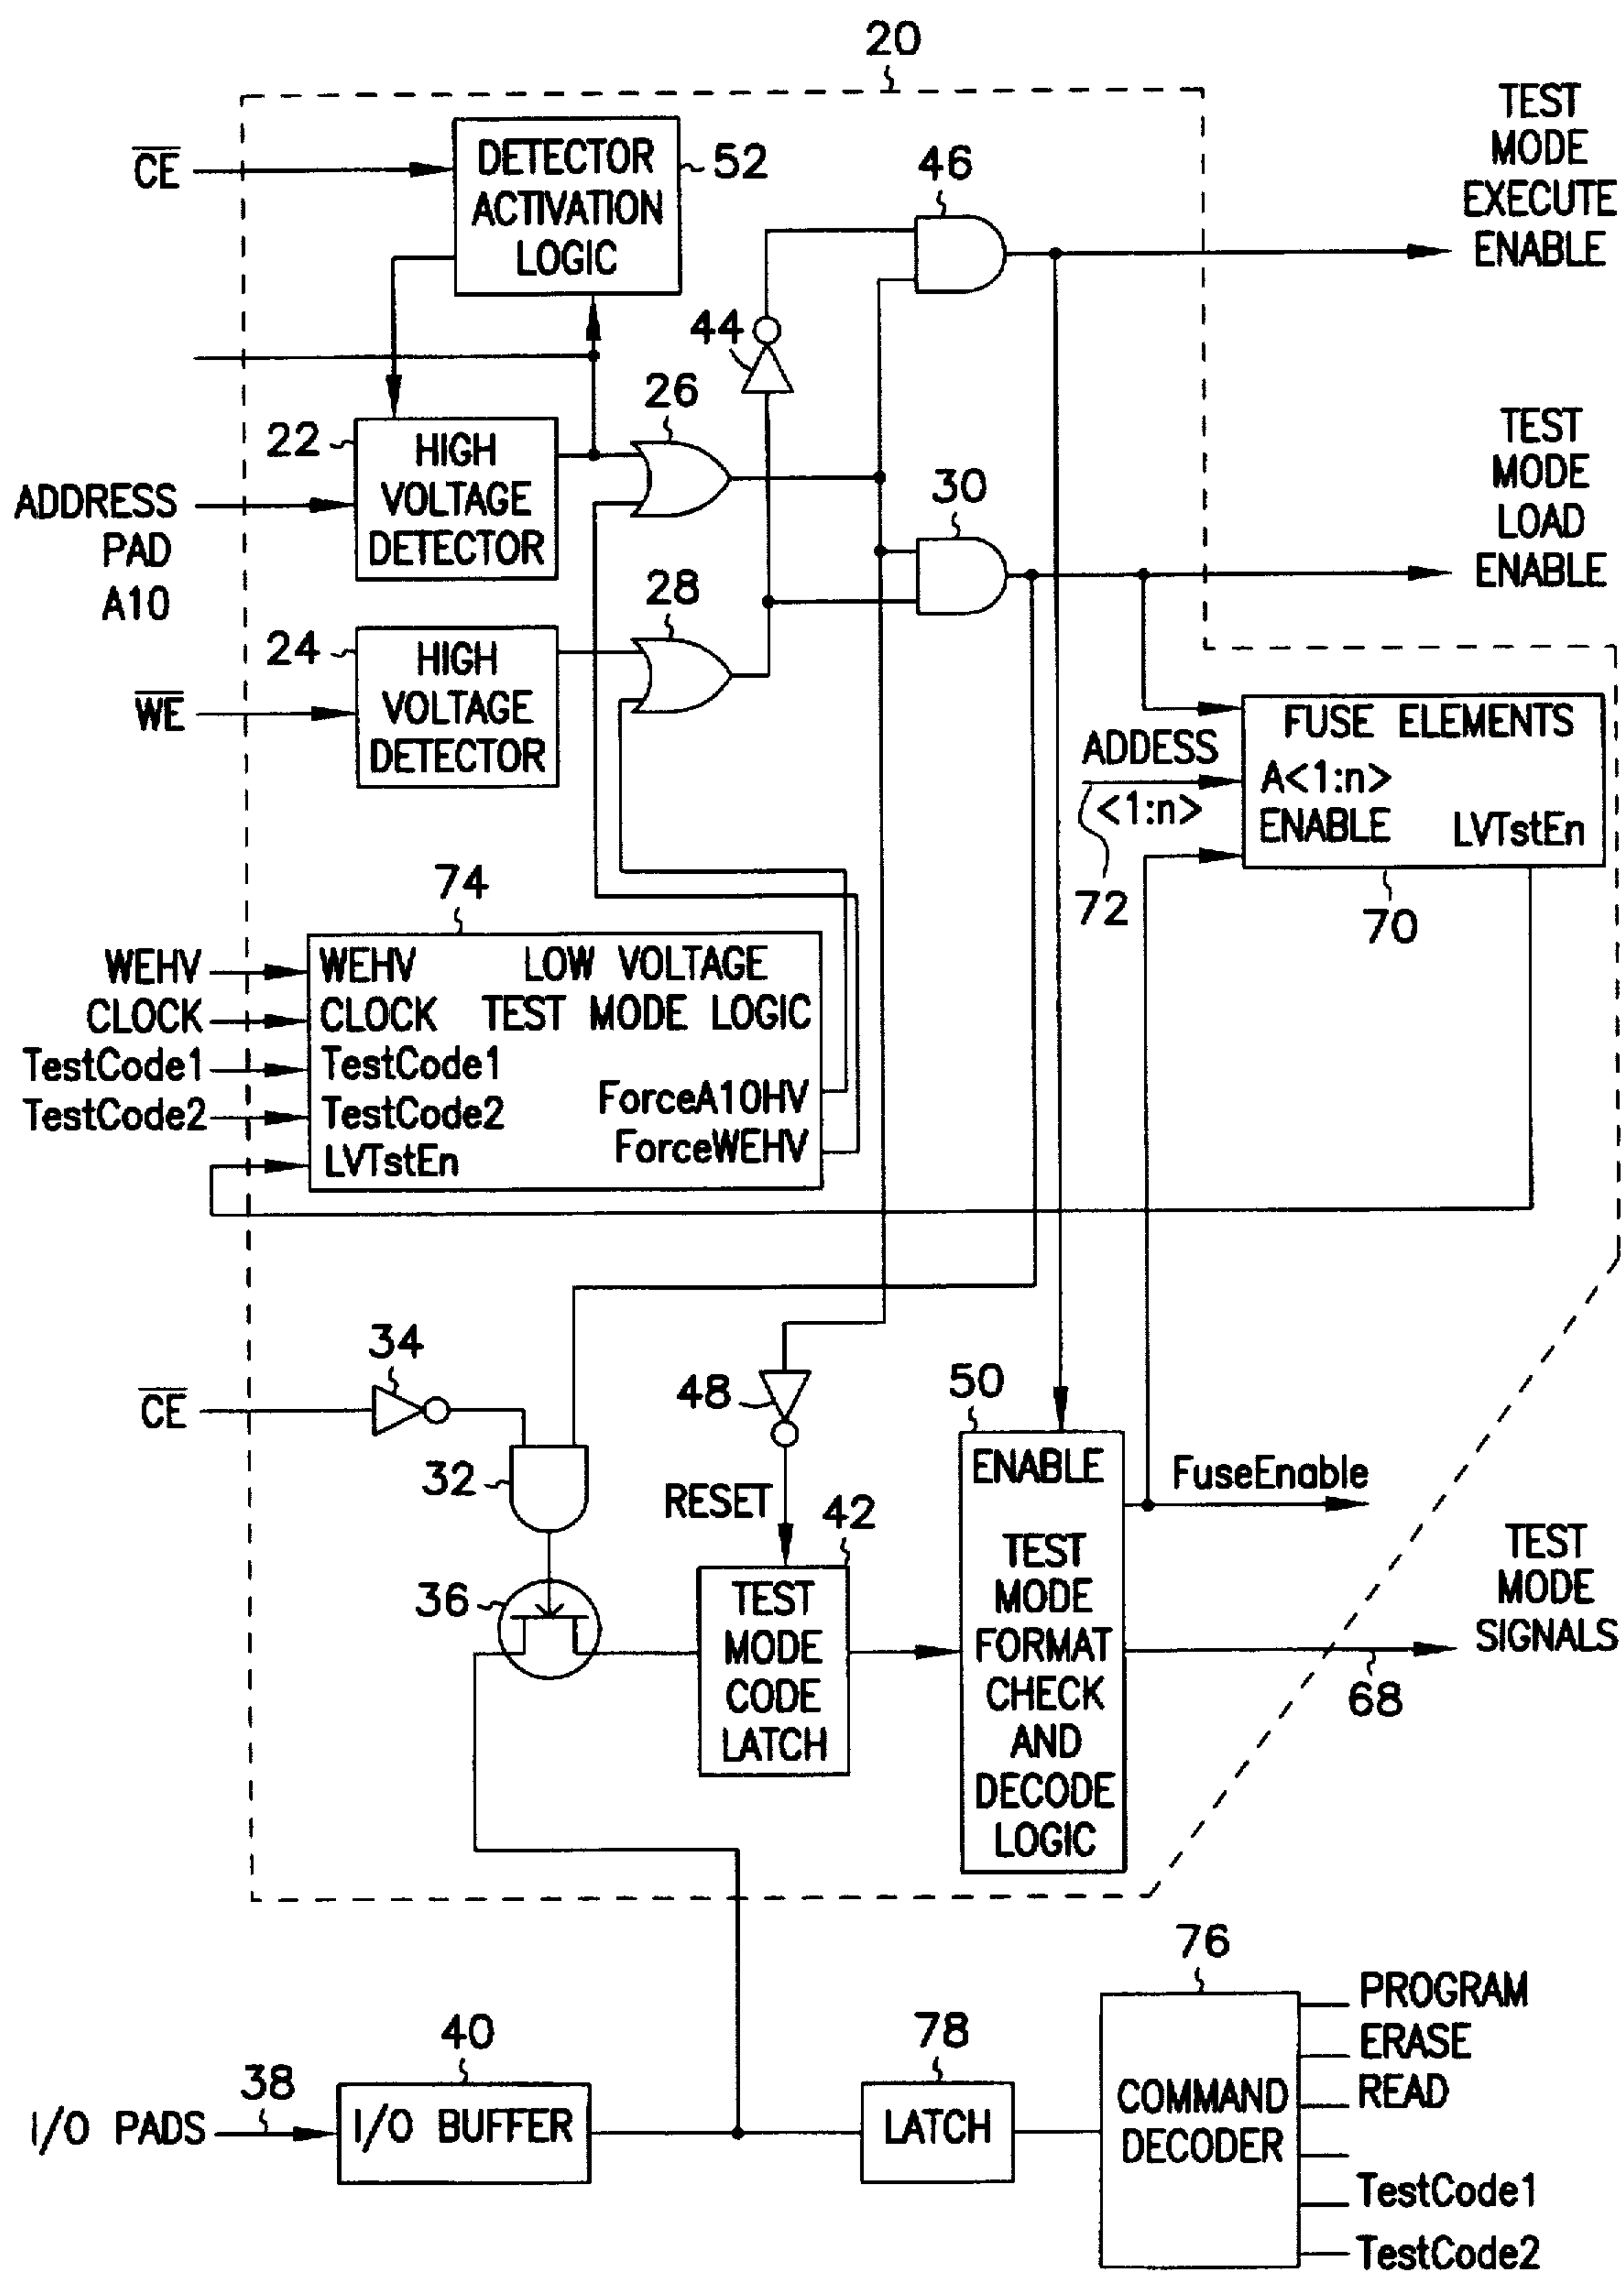 20
TEST
MODE
EXECUTE
ENABLE
CE
DETECTOR
ACTIVATION
LOGIC
52
46
44
26
22
HIGH
VOLTAGE
DETECTOR
ADDRESS
PAD
A10
30
TEST
MODE
LOAD
ENABLE
28
24
HIGH
VOLTAGE
DETECTOR
WE
FUSE ELEMENTS
A<1:n>
ENABLE LVTstEn
ADDESS
<1:n>
72
70
74
WEHV
CLOCK
TestCode1
TestCode2
WEHV LOW VOLTAGE
CLOCK TEST MODE LOGIC
TestCode1
ForceA10HV
TestCode2
ForceWEHV
LVTstEn
34
CE
32
48
RESET
42
50
ENABLE
TEST
MODE
FORMAT
CHECK
AND
DECODE
LOGIC
FuseEnable
36
TEST
MODE
CODE
LATCH
TEST
MODE
SIGNALS
68
76
40
78
38
I/O PADS
I/O BUFFER
LATCH
COMMAND
DECODER
PROGRAM
ERASE
READ
TestCode1
TestCode2